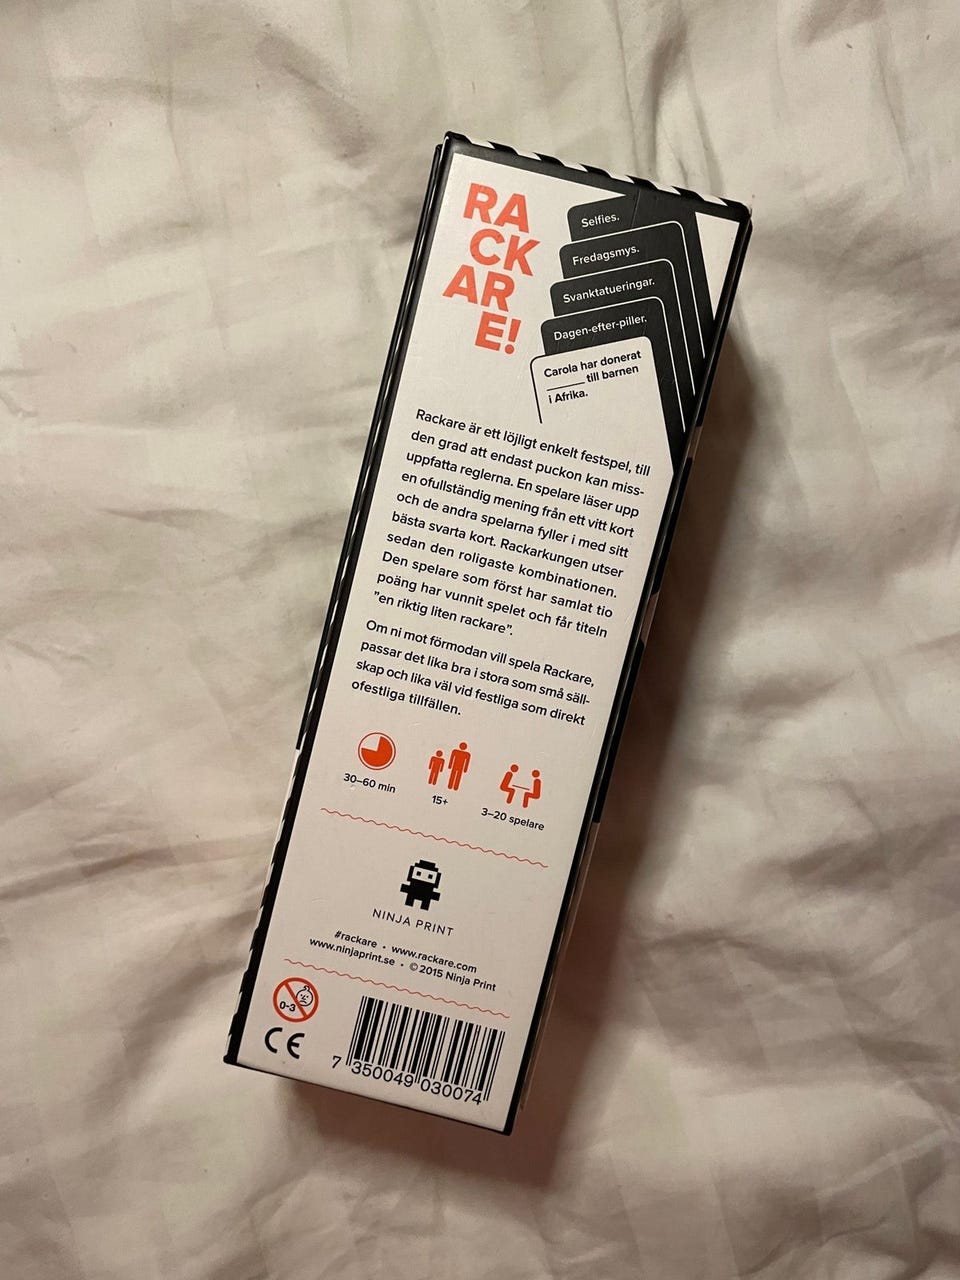 RA
CK
AR
E!
Selfies.
Fredagsmys.
Svanktatueringar.
Dagen-efter-piller.
Carola har donerat
______ till barnen
i Afrika.
Rackare är ett löjligt enkelt festspel, till
den grad att endast puckon kan miss-
uppfatta reglerna. En spelare läser upp
en ofullständig mening från ett vitt kort
och de andra spelarna fyller i med sitt
bästa svarta kort. Rackarkungen utser
sedan den roligaste kombinationen.
Den spelare som först har samlat tio
poäng har vunnit spelet och får titeln
”en riktig liten rackare”.
Om ni mot förmodan vill spela Rackare,
passar det lika bra i stora som små säll-
skap och lika väl vid festliga som direkt
ofestliga tillfällen.
30–60 min
15+
3–20 spelare
NINJA PRINT
#rackare • www.rackare.com
www.ninjaprint.se • © 2015 Ninja Print
0-3
CE
7 350049 030074